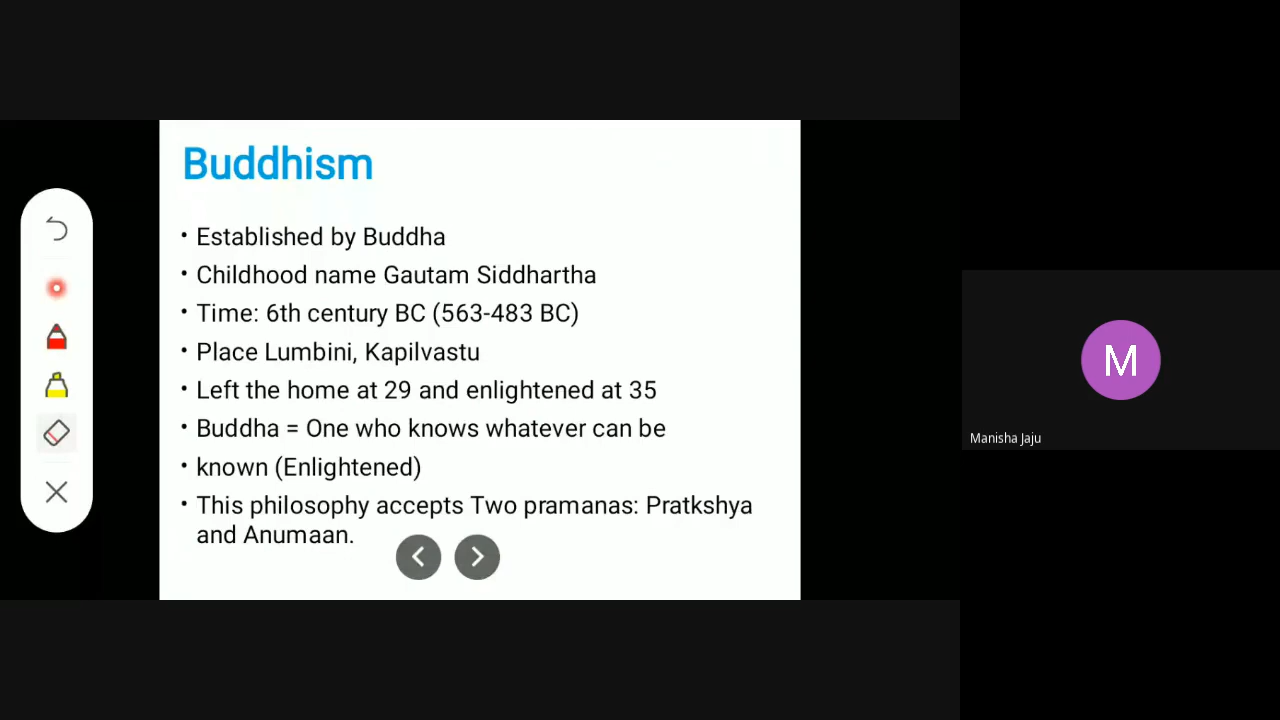 Buddhism
• Established by Buddha
• Childhood name Gautam Siddhartha
• Time: 6th century BC (563-483 BC)
• Place Lumbini, Kapilvastu
• Left the home at 29 and enlightened at 35
• Buddha = One who knows whatever can be
• known (Enlightened)
• This philosophy accepts Two pramanas: Pratkshya
and Anumaan.
M
Manisha Jaju